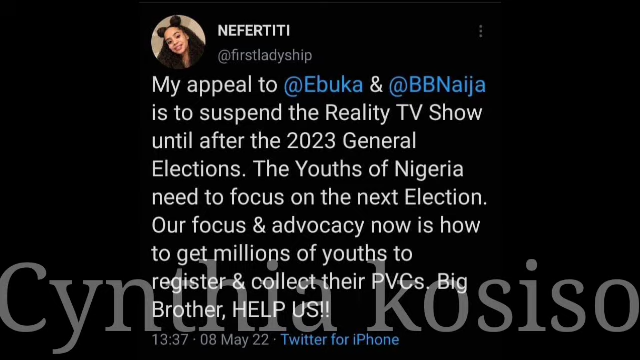 NEFERTITI
@firstladyship
My appeal to @Ebuka & @BBNaija
is to suspend the Reality TV Show
until after the 2023 General
Elections. The Youths of Nigeria
need to focus on the next Election.
Our focus & advocacy now is how
to get millions of youths to
register & collect their PVCs. Big
Brother, HELP US!!
Cynthia kosiso
13:37 · 08 May 22 · Twitter for iPhone